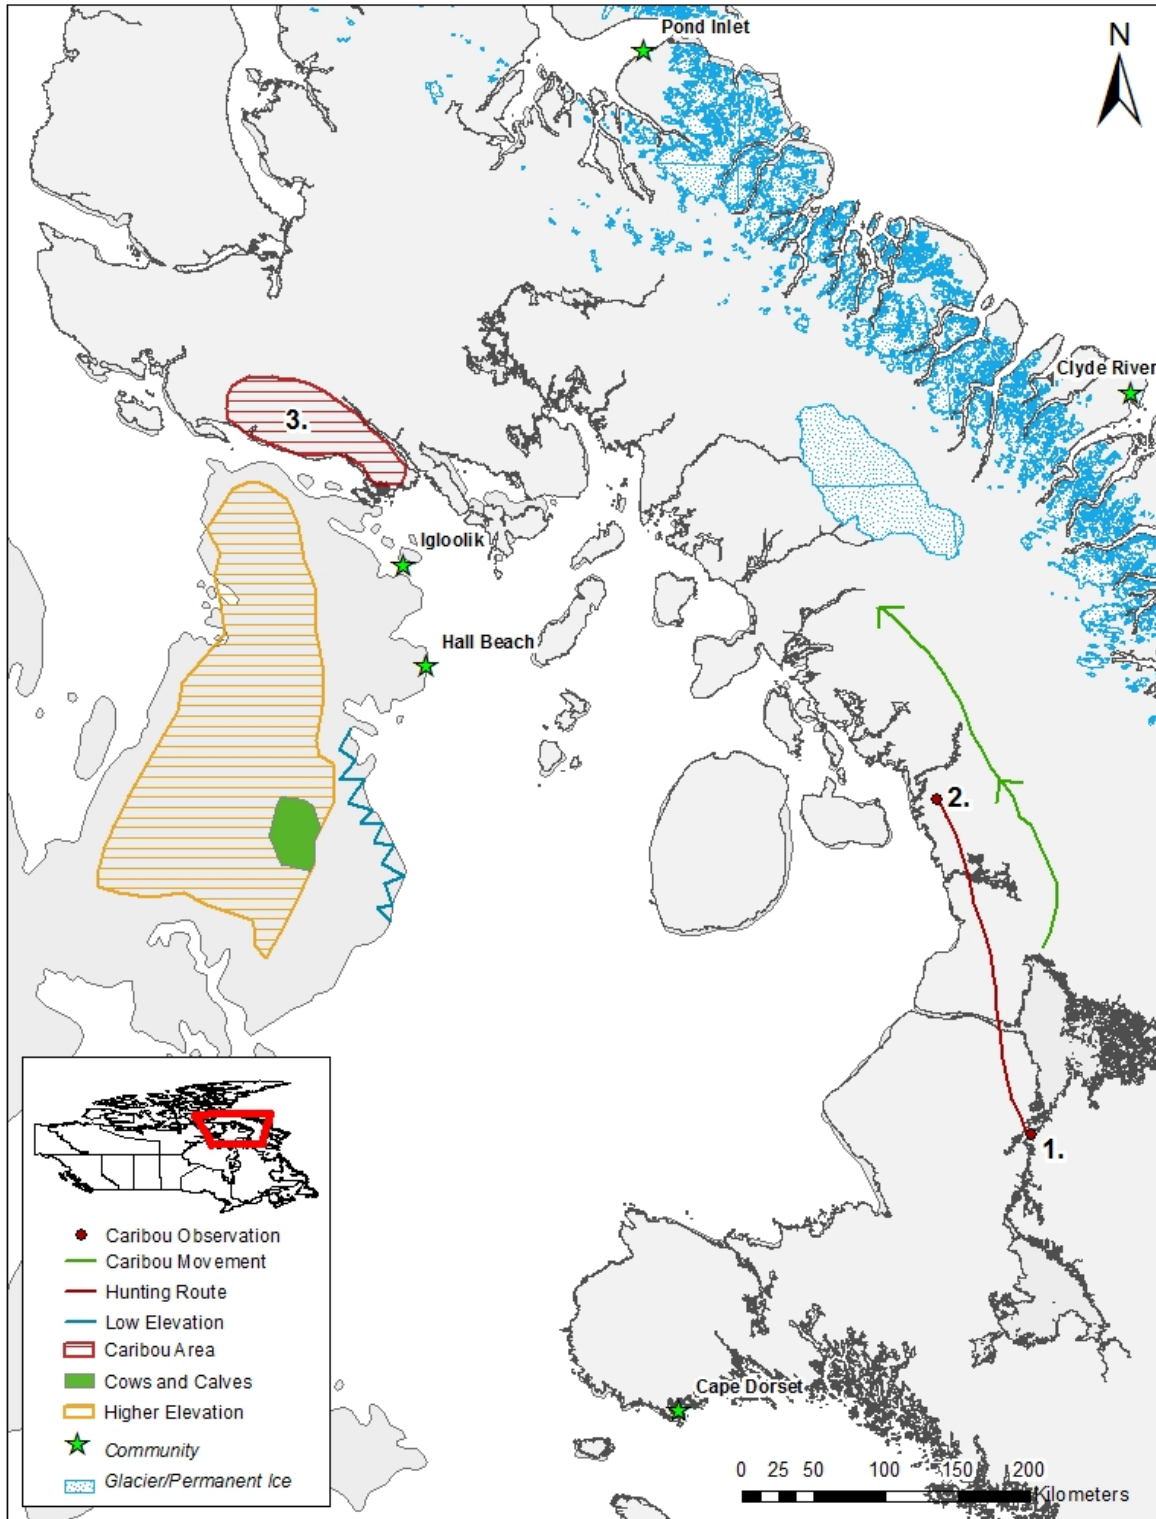 Pond Inlet
N
Clyde River
3.
Igloolik
Hall Beach
2.
1.
Cape Dorset
Caribou Observation
Caribou Movement
Hunting Route
Low Elevation
Caribou Area
Cows and Calves
Higher Elevation
Community
Glacier/Permanent Ice
0 25 50 100 150 200
Kilometers